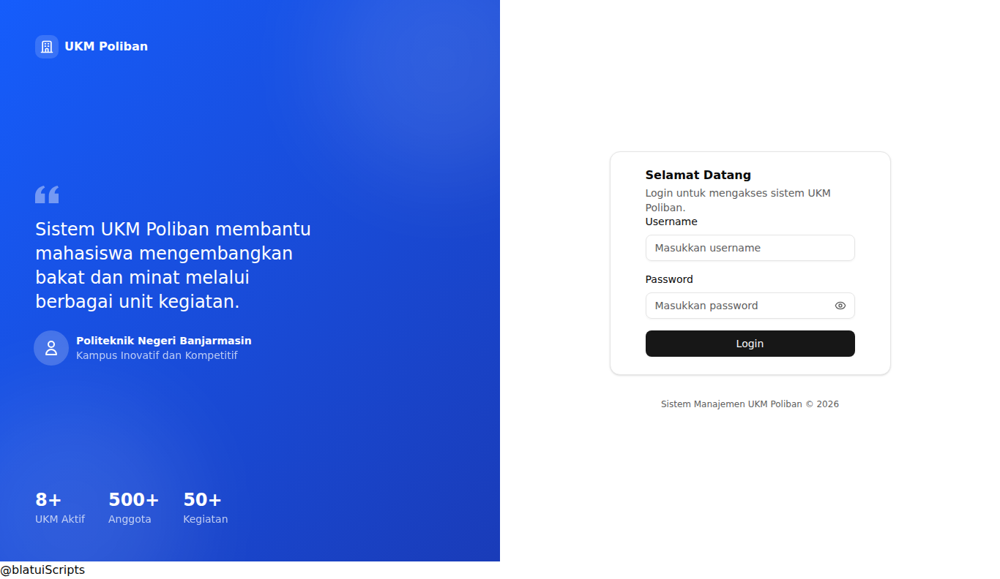 UKM Poliban
Sistem UKM Poliban membantu
mahasiswa mengembangkan
bakat dan minat melalui
berbagai unit kegiatan.
Politeknik Negeri Banjarmasin
Kampus Inovatif dan Kompetitif
8+
UKM Aktif
500+
Anggota
50+
Kegiatan
Selamat Datang
Login untuk mengakses sistem UKM
Poliban.
Username
Masukkan username
Password
Masukkan password
Login
Sistem Manajemen UKM Poliban © 2026
@blatuiScripts